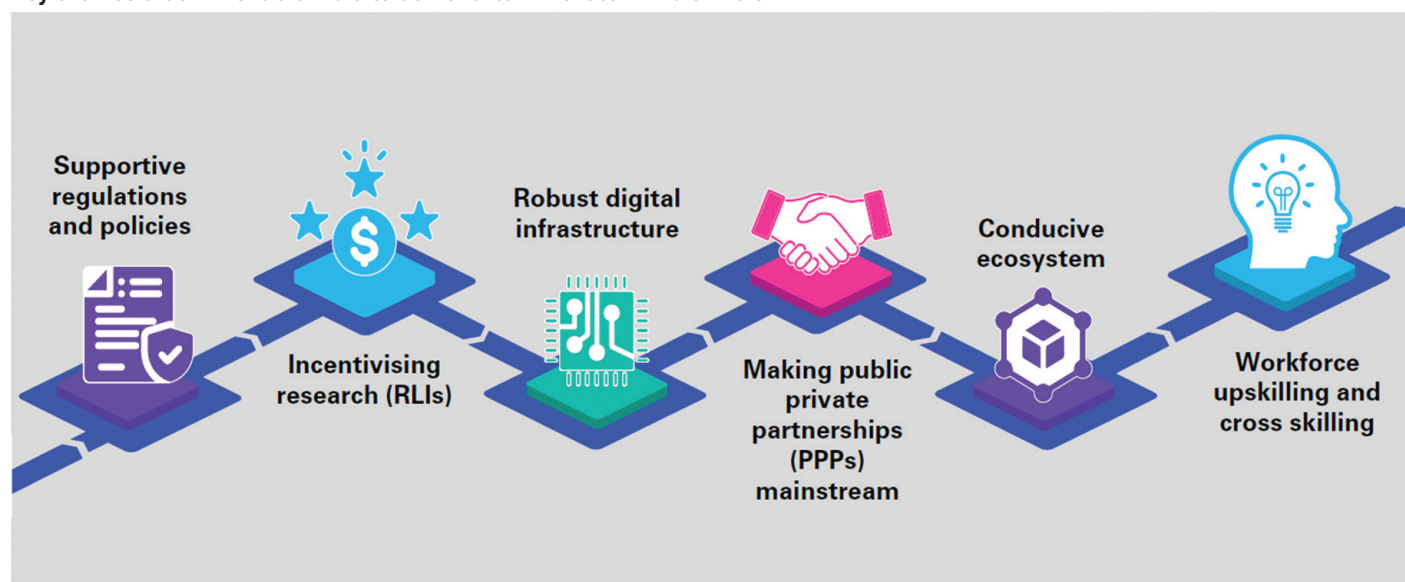 Supportive
regulations
and policies
Incentivising
research (RLIs)
Robust digital
infrastructure
Making public
private
partnerships
(PPPs)
mainstream
Conducive
ecosystem
Workforce
upskilling and
cross skilling